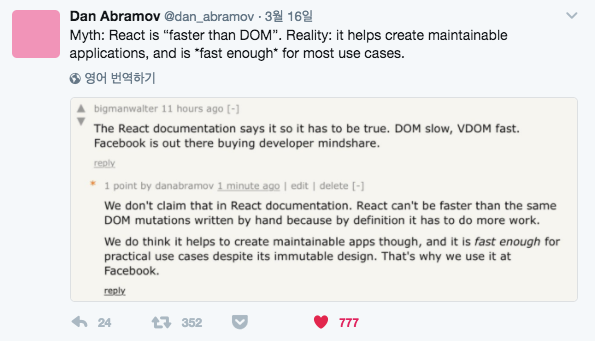 Dan Abramov @dan_abramov · 3월 16일
Myth: React is “faster than DOM”. Reality: it helps create maintainable
applications, and is *fast enough* for most use cases.
영어 번역하기
bigmanwalter 11 hours ago [-]
The React documentation says it so it has to be true. DOM slow, VDOM fast.
Facebook is out there buying developer mindshare.
reply
* 1 point by danabramov 1 minute ago | edit | delete [-]
We don't claim that in React documentation. React can't be faster than the same
DOM mutations written by hand because by definition it has to do more work.
We do think it helps to create maintainable apps though, and it is fast enough for
practical use cases despite its immutable design. That's why we use it at
Facebook.
reply
24 352 777